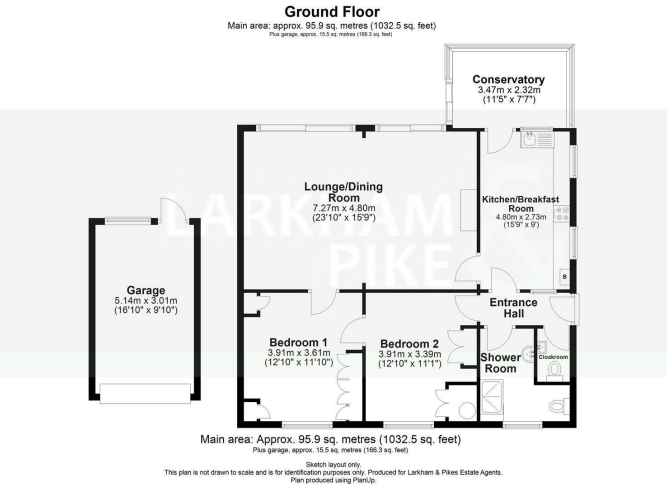 Ground Floor
Main area: approx. 95.9 sq. metres (1032.5 sq. feet)
Plus garage, approx. 15.5 sq. metres (166.3 sq. feet)
Conservatory
3.47m x 2.32m
(11'5" x 7'7")
Lounge/Dining
Room
7.27m x 4.80m
(23'10" x 15'9")
Kitchen/Breakfast
Room
4.80m x 2.73m
(15'9" x 9')
LARKHAM
PIKE
B
Garage
5.14m x 3.01m
(16'10" x 9'10")
Entrance
Hall
Bedroom 1
3.91m x 3.61m
(12'10" x 11'10")
Bedroom 2
3.91m x 3.39m
(12'10" x 11'1")
Shower
Room
Cloakroom
Main area: Approx. 95.9 sq. metres (1032.5 sq. feet)
Plus garage, approx. 15.5 sq. metres (166.3 sq. feet)
Sketch layout only.
This plan is not drawn to scale and is for identification purposes only. Produced for Larkham & Pikes Estate Agents.
Plan produced using PlanUp.